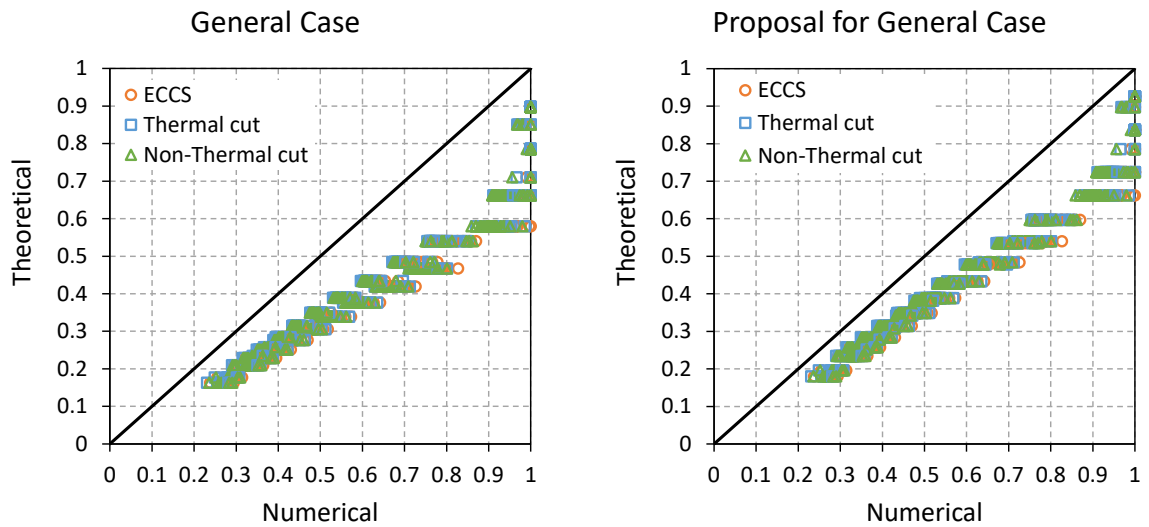 General Case
1
0.9
0.8
0.7
0.6
0.5
0.4
0.3
0.2
0.1
0
Theoretical
ECCS
Thermal cut
Non-Thermal cut
0 0.1 0.2 0.3 0.4 0.5 0.6 0.7 0.8 0.9 1
Numerical
Proposal for General Case
1
0.9
0.8
0.7
0.6
0.5
0.4
0.3
0.2
0.1
0
Theoretical
ECCS
Thermal cut
Non-Thermal cut
0 0.1 0.2 0.3 0.4 0.5 0.6 0.7 0.8 0.9 1
Numerical